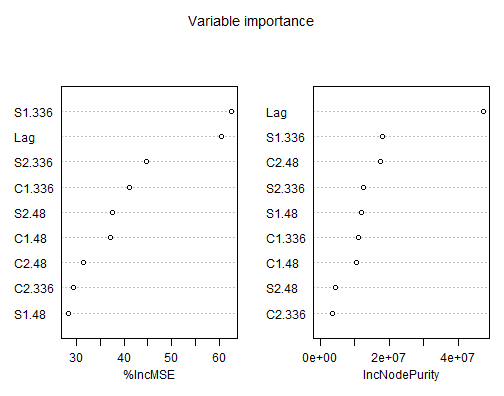 Variable importance
S1.336
Lag
S2.336
C1.336
S2.48
C1.48
C2.48
C2.336
S1.48
30 40 50 60
%IncMSE
Lag
S1.336
C2.48
S2.336
S1.48
C1.336
C1.48
S2.48
C2.336
0e+00 2e+07 4e+07
IncNodePurity